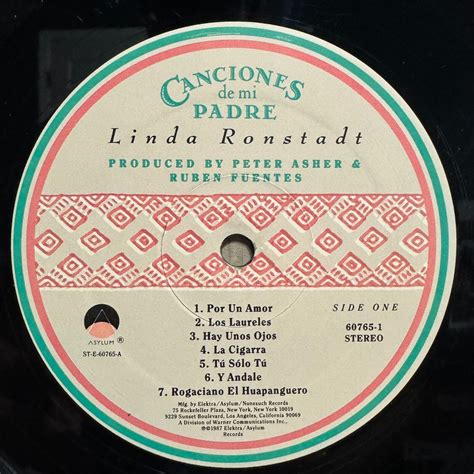 CANCIONES
de mi
PADRE
Linda Ronstadt
PRODUCED BY PETER ASHER &
RUBEN FUENTES
1. Por Un Amor
2. Los Laureles
3. Hay Unos Ojos
4. La Cigarra
5. Tú Sólo Tú
6. Y Andale
7. Rogaciano El Huapanguero
SIDE ONE
60765-1
STEREO
ASYLUM ®
ST-E-60765-A
Mfg. by Elektra/Asylum/Nonesuch Records
75 Rockefeller Plaza, New York, New York 10019
9229 Sunset Boulevard, Los Angeles, California 90069
A Division of Warner Communications Inc.
℗©1987 Elektra/Asylum
Records